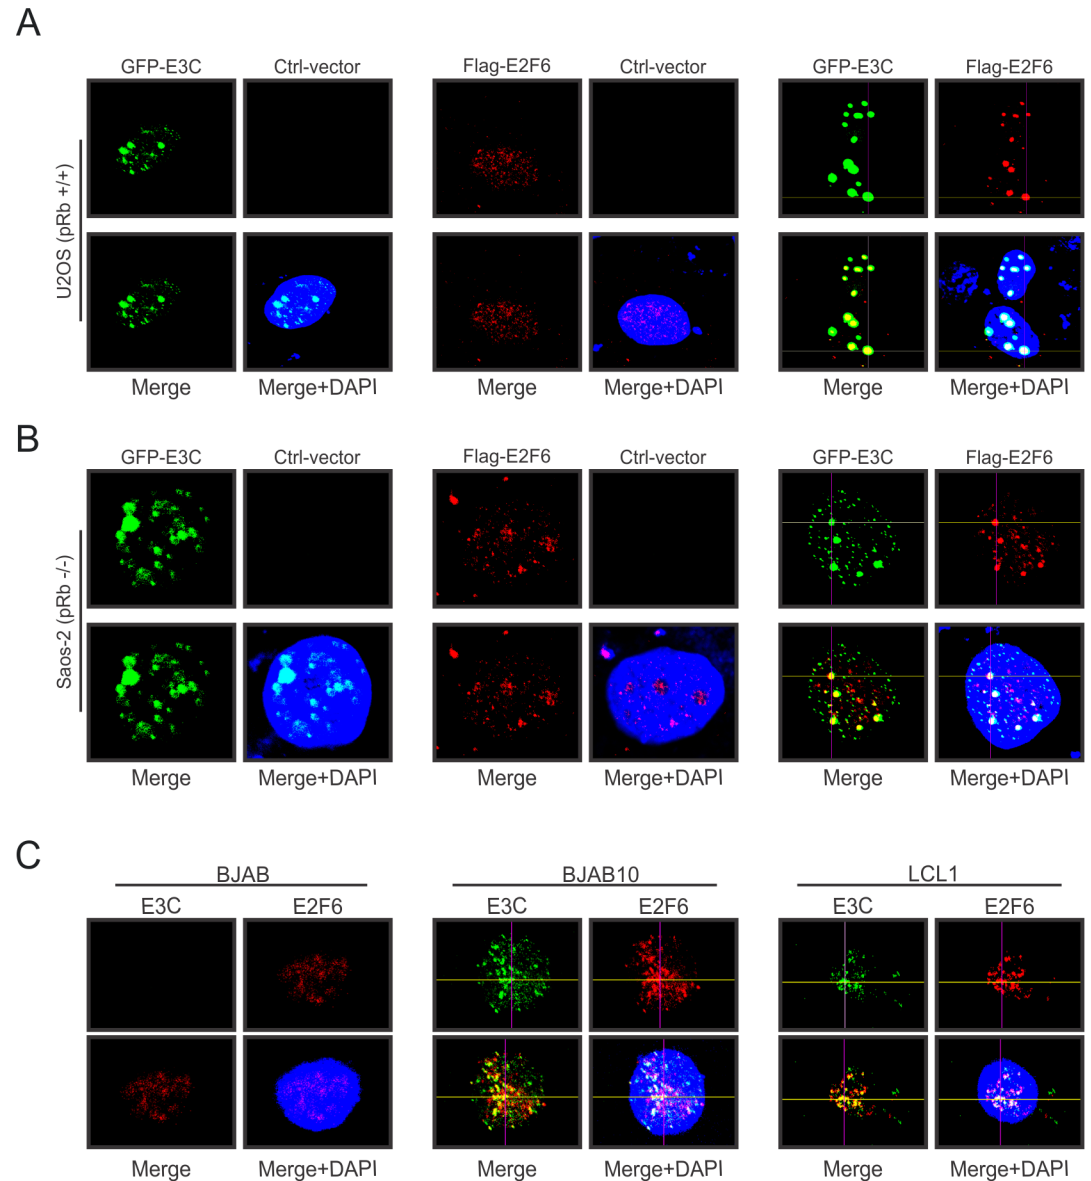 A
GFP-E3C Ctrl-vector Flag-E2F6 Ctrl-vector GFP-E3C Flag-E2F6
U2OS (pRb +/+)
Merge Merge+DAPI Merge Merge+DAPI Merge Merge+DAPI
B
GFP-E3C Ctrl-vector Flag-E2F6 Ctrl-vector GFP-E3C Flag-E2F6
Saos-2 (pRb -/-)
Merge Merge+DAPI Merge Merge+DAPI Merge Merge+DAPI
C
BJAB BJAB10 LCL1
E3C E2F6 E3C E2F6 E3C E2F6
Merge Merge+DAPI Merge Merge+DAPI Merge Merge+DAPI